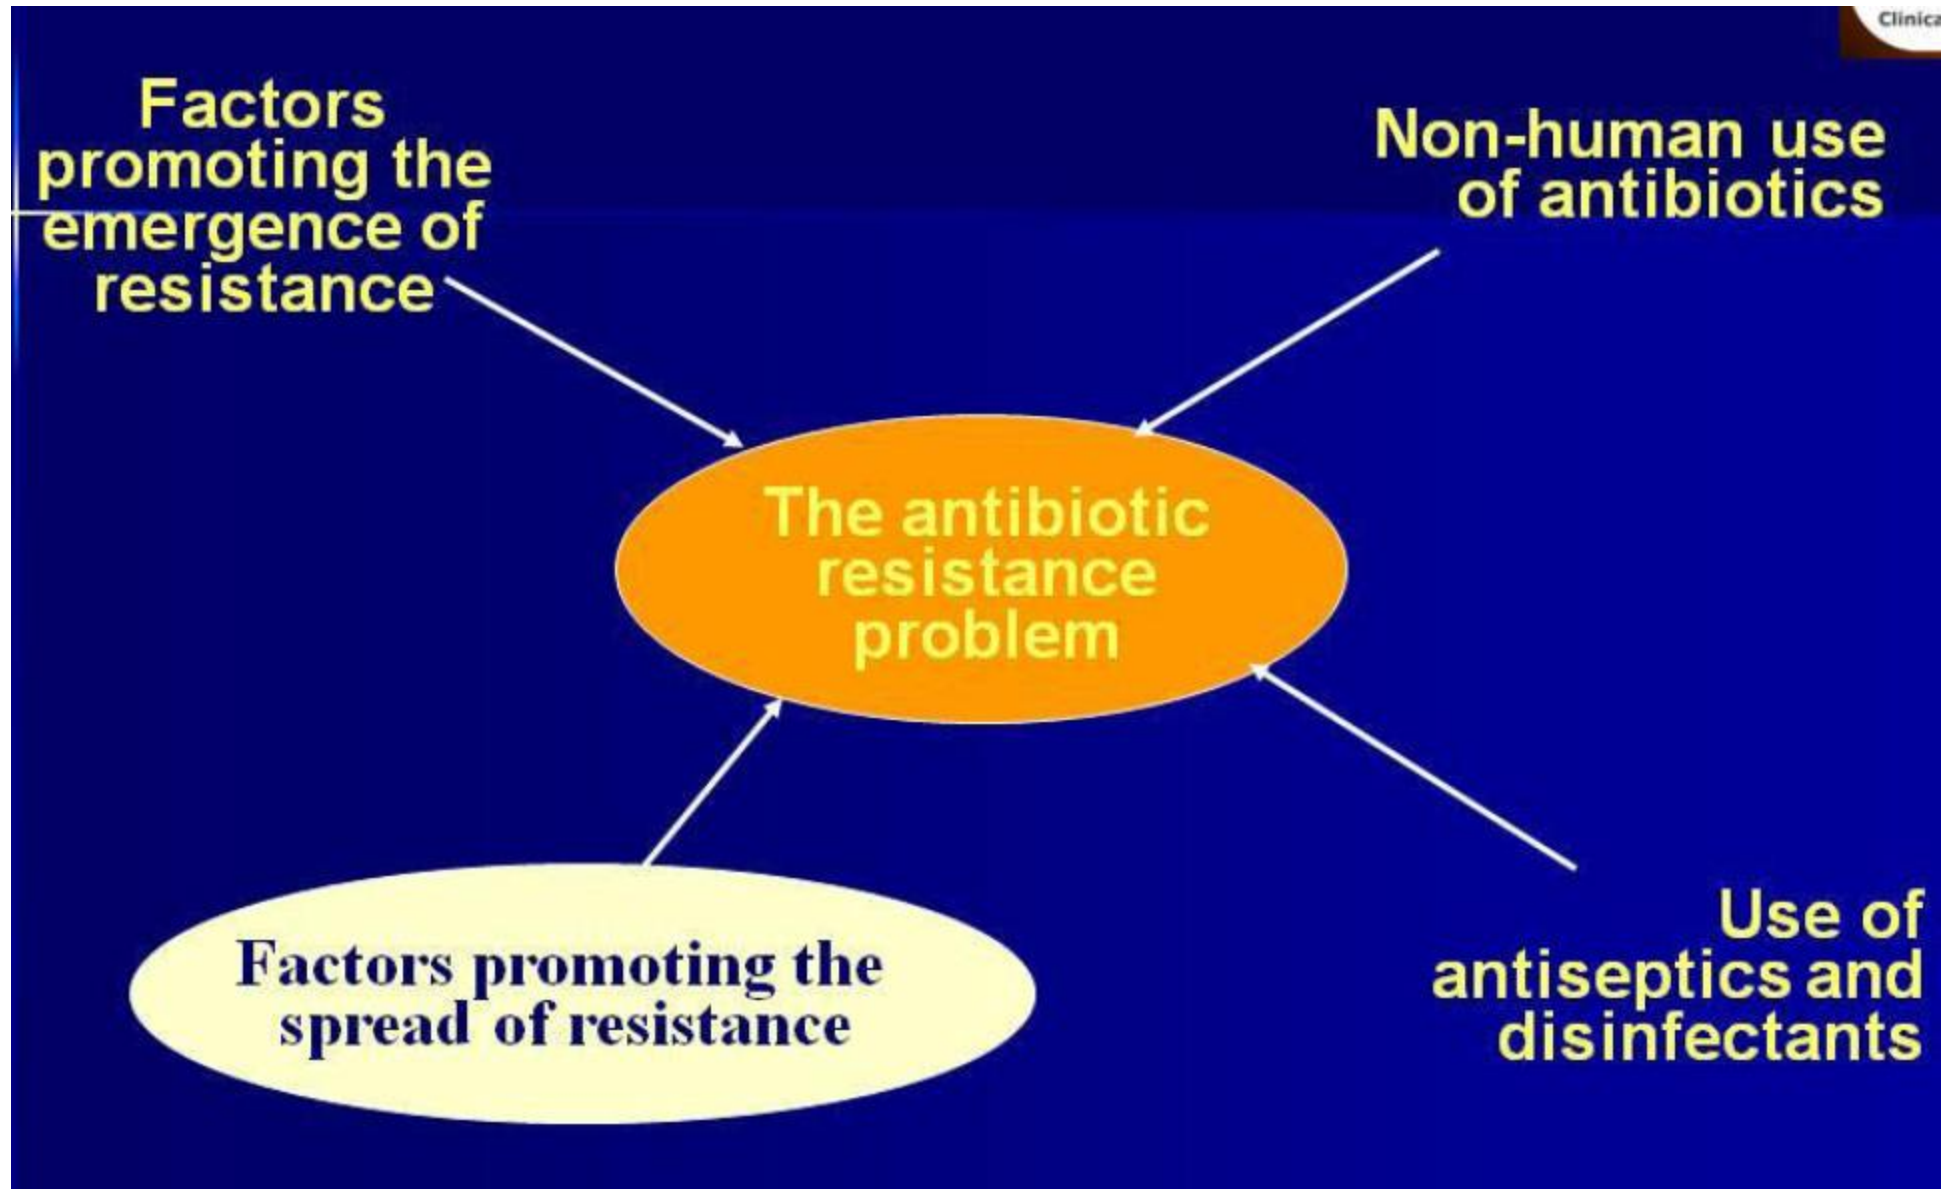 Clinica
Factors
promoting the
emergence of
resistance
Non-human use
of antibiotics
The antibiotic
resistance
problem
Factors promoting the
spread of resistance
Use of
antiseptics and
disinfectants